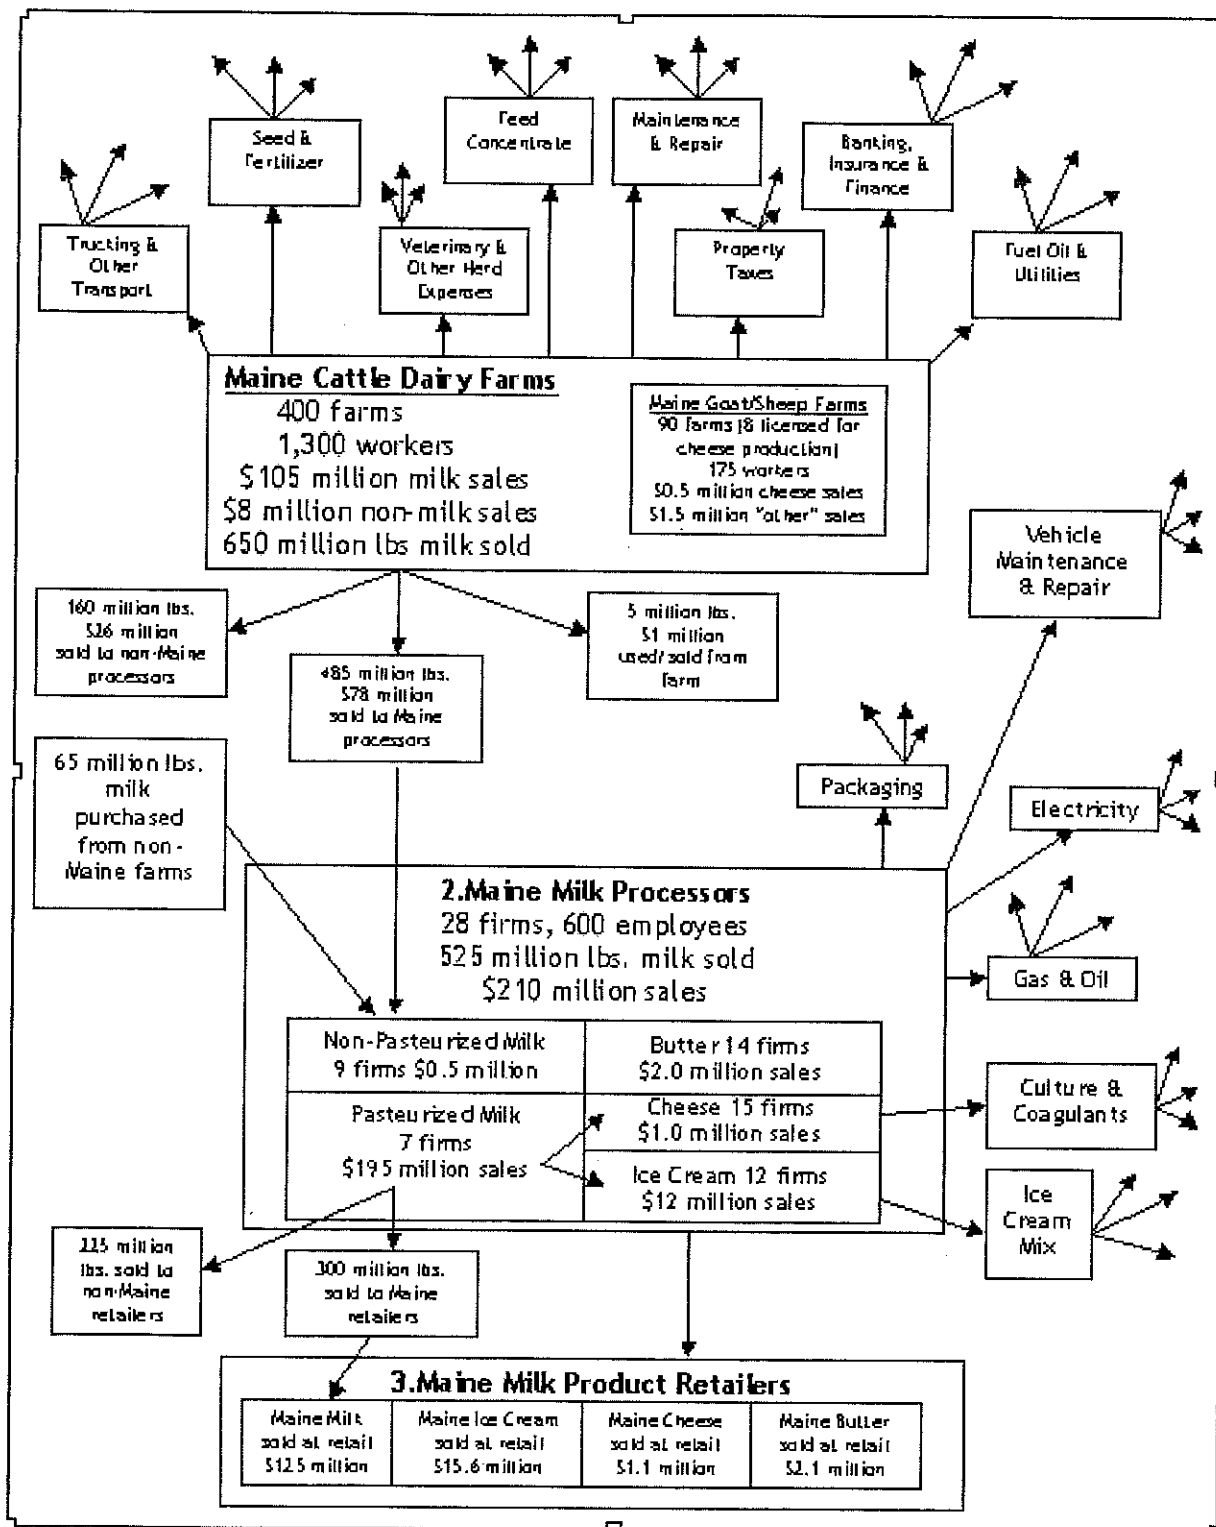 Seed &
Fertilizer
Feed
Concentrate
Maintenance
& Repair
Banking,
Insurance &
Finance
Trucking &
Other
Transport
Veterinary &
Other Herd
Expenses
Property
Taxes
Fuel Oil &
Utilities
Maine Cattle Dairy Farms
400 farms
1,300 workers
$105 million milk sales
$8 million non-milk sales
650 million lbs milk sold
Maine Goat/Sheep Farms
90 farms (8 licensed for
cheese production)
175 workers
$0.5 million cheese sales
$1.5 million "other" sales
Vehicle
Maintenance
& Repair
160 million lbs.
$26 million
sold to non-Maine
processors
485 million lbs.
$78 million
sold to Maine
processors
5 million lbs.
$1 million
used/sold from
farm
65 million lbs.
milk
purchased
from non-
Maine farms
Packaging
Electricity
2.Maine Milk Processors
28 firms, 600 employees
525 million lbs. milk sold
$210 million sales
Gas & Oil
Non-Pasteurized Milk
9 firms $0.5 million
Butter 14 firms
$2.0 million sales
Pasteurized Milk
7 firms
$195 million sales
Cheese 15 firms
$1.0 million sales
Ice Cream 12 firms
$12 million sales
Culture &
Coagulants
Ice
Cream
Mix
225 million
lbs. sold to
non-Maine
retailers
300 million lbs.
sold to Maine
retailers
3.Maine Milk Product Retailers
Maine Milk
sold at retail
$125 million
Maine Ice Cream
sold at retail
$15.6 million
Maine Cheese
sold at retail
$1.1 million
Maine Butter
sold at retail
$2.1 million